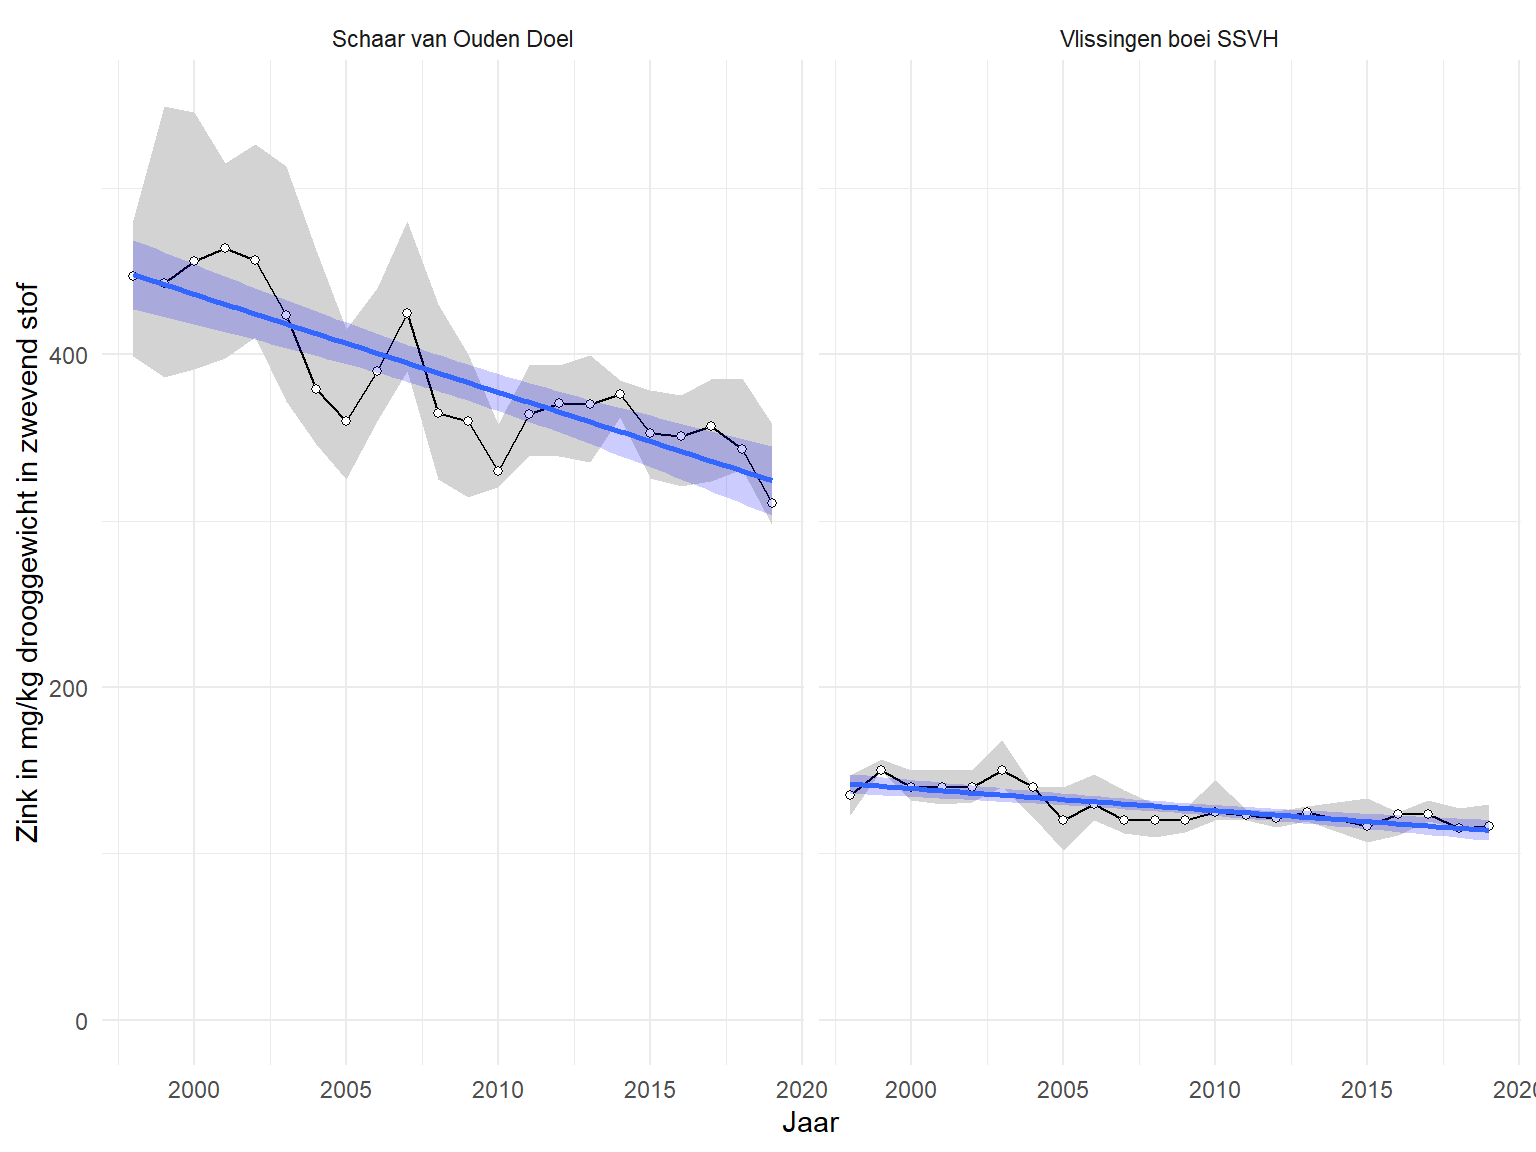 Schaar van Ouden Doel
Vlissingen boei SSVH
Zink in mg/kg drooggewicht in zwevend stof
400
200
0
2000 2005 2010 2015 2020 2000 2005 2010 2015 2020
Jaar